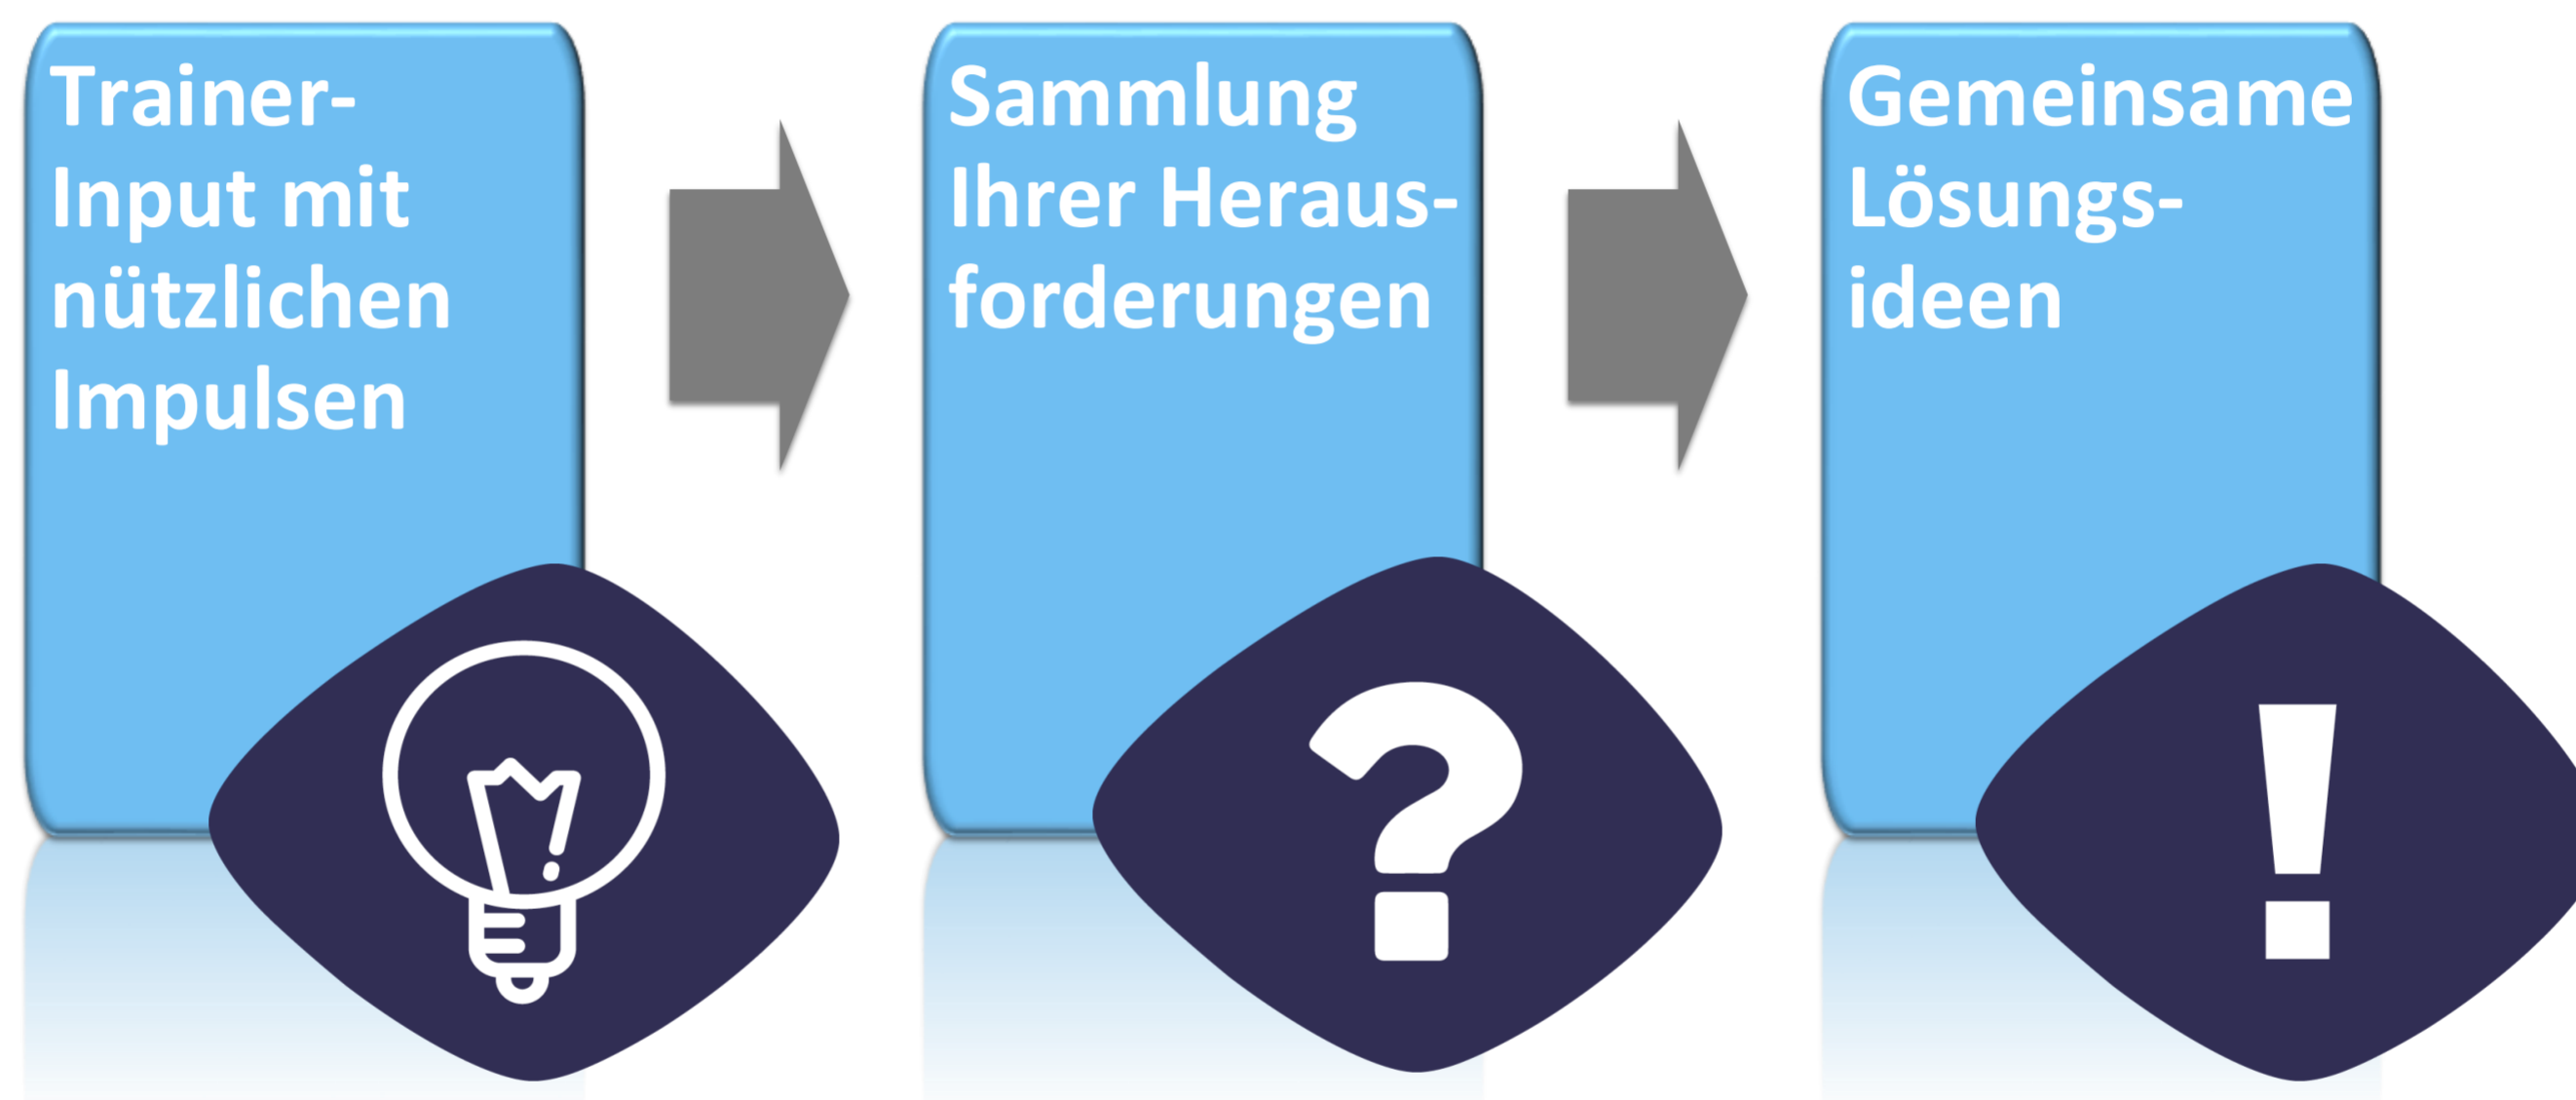 Trainer-
Input mit
nützlichen
Impulsen
Sammlung
Ihrer Heraus-
forderungen
Gemeinsame
Lösungs-
ideen
?
!